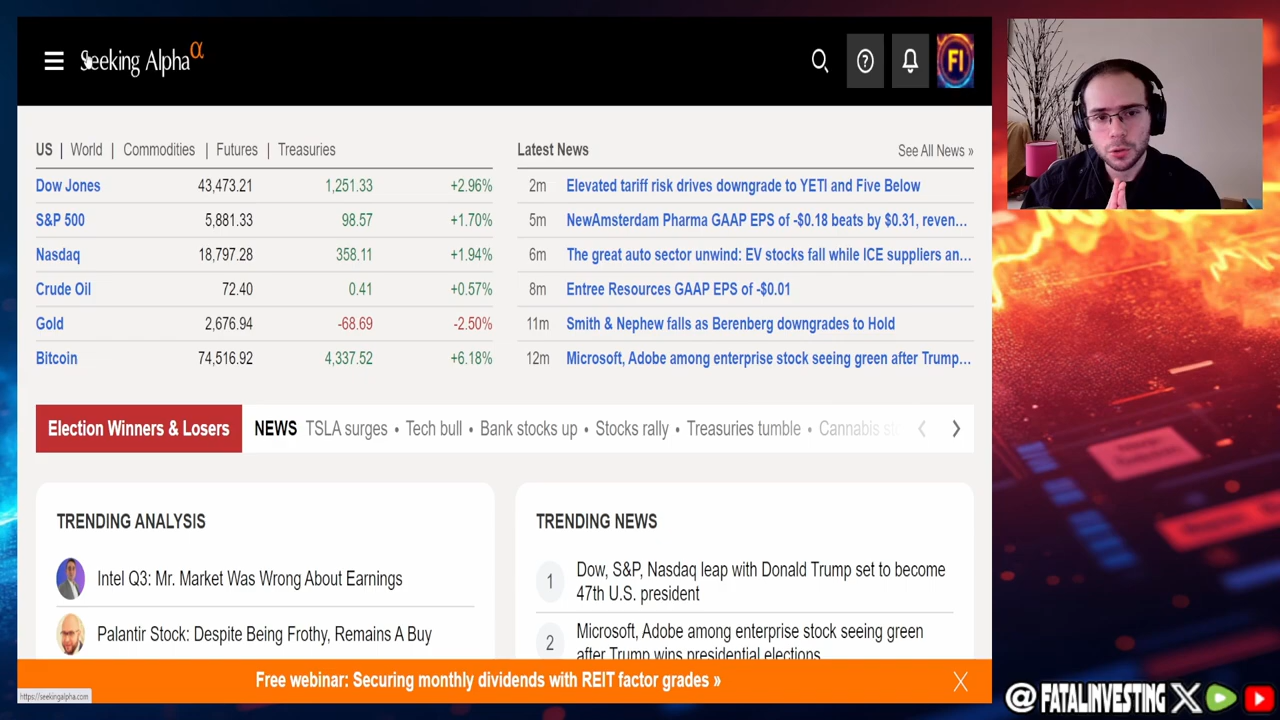 Seeking Alpha α
FI
US | World | Commodities | Futures | Treasuries
Dow Jones 43,473.21 1,251.33 +2.96%
S&P 500 5,881.33 98.57 +1.70%
Nasdaq 18,797.28 358.11 +1.94%
Crude Oil 72.40 0.41 +0.57%
Gold 2,676.94 -68.69 -2.50%
Bitcoin 74,516.92 4,337.52 +6.18%
Latest News See All News »
2m Elevated tariff risk drives downgrade to YETI and Five Below
5m NewAmsterdam Pharma GAAP EPS of -$0.18 beats by $0.31, reven...
6m The great auto sector unwind: EV stocks fall while ICE suppliers an...
8m Entree Resources GAAP EPS of -$0.01
11m Smith & Nephew falls as Berenberg downgrades to Hold
12m Microsoft, Adobe among enterprise stock seeing green after Trump...
Election Winners & Losers NEWS TSLA surges • Tech bull • Bank stocks up • Stocks rally • Treasuries tumble • Cannabis
TRENDING ANALYSIS
Intel Q3: Mr. Market Was Wrong About Earnings
Palantir Stock: Despite Being Frothy, Remains A Buy
TRENDING NEWS
1 Dow, S&P, Nasdaq leap with Donald Trump set to become
47th U.S. president
2 Microsoft, Adobe among enterprise stock seeing green
after Trump wins presidential elections
Free webinar: Securing monthly dividends with REIT factor grades » X
https://seekingalpha.com
@FATALINVESTING X